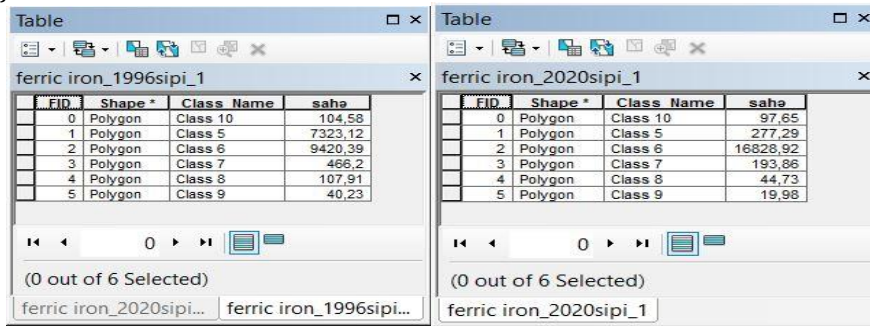 Table
ferric iron_1996sipi_1
FID Shape * Class Name sahə
0 Polygon Class 10 104,58
1 Polygon Class 5 7323,12
2 Polygon Class 6 9420,39
3 Polygon Class 7 466,2
4 Polygon Class 8 107,91
5 Polygon Class 9 40,23
0
(0 out of 6 Selected)
ferric iron_2020sipi... ferric iron_1996sipi...
Table
ferric iron_2020sipi_1
FID Shape * Class Name sahə
0 Polygon Class 10 97,65
1 Polygon Class 5 277,29
2 Polygon Class 6 16828,92
3 Polygon Class 7 193,86
4 Polygon Class 8 44,73
5 Polygon Class 9 19,98
0
(0 out of 6 Selected)
ferric iron_2020sipi_1